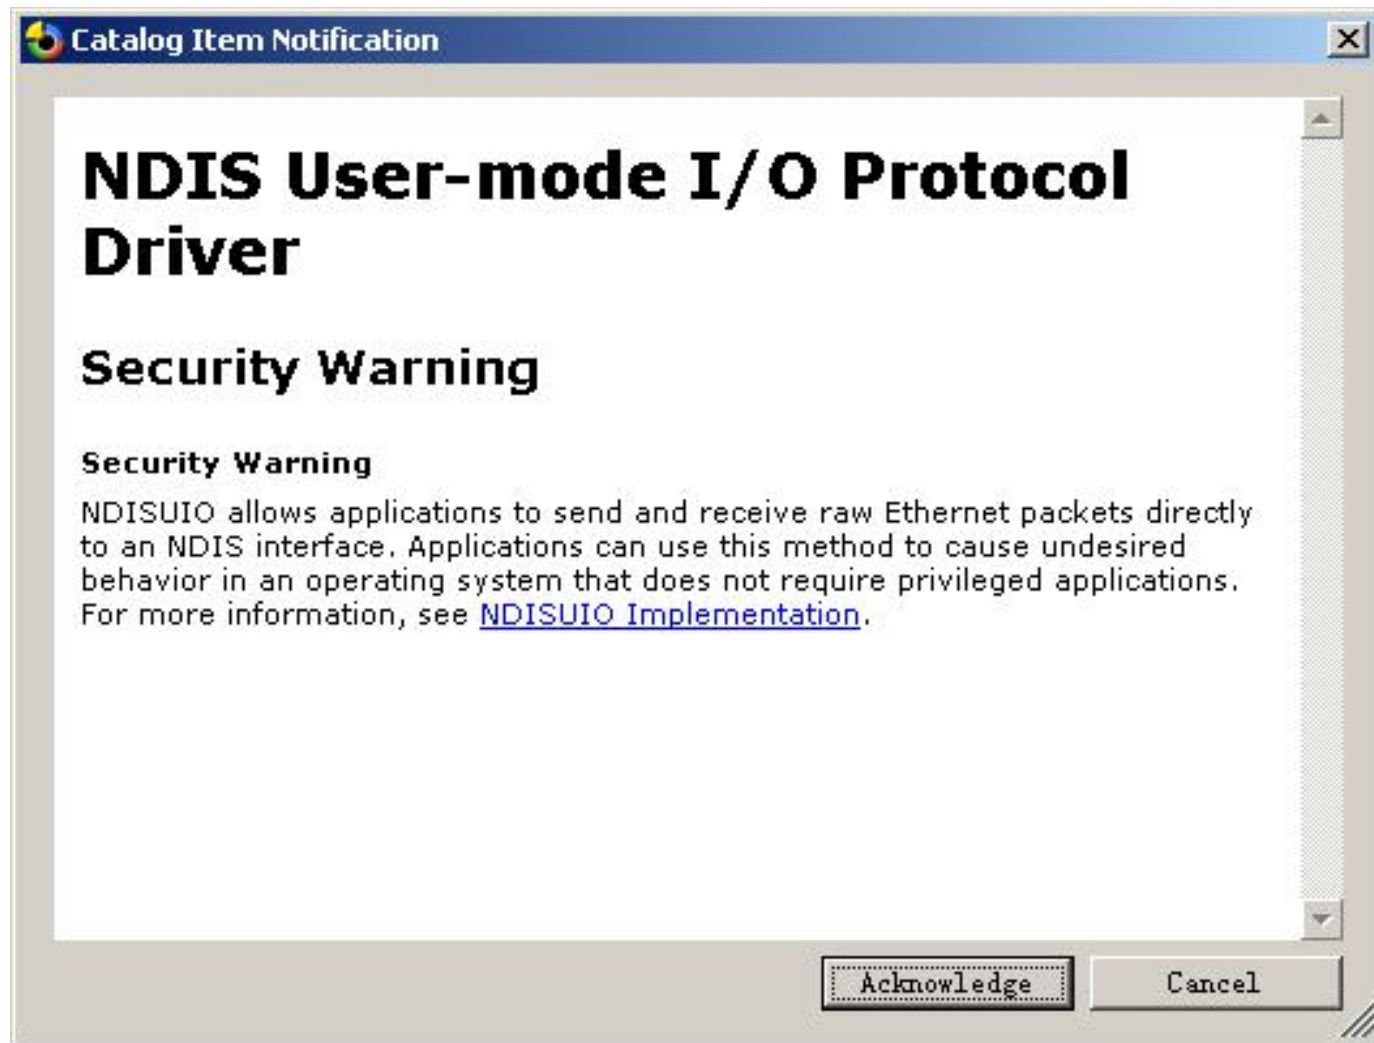 Catalog Item Notification
NDIS User-mode I/O Protocol
Driver
Security Warning
Security Warning
NDISUIO allows applications to send and receive raw Ethernet packets directly
to an NDIS interface. Applications can use this method to cause undesired
behavior in an operating system that does not require privileged applications.
For more information, see NDISUIO Implementation.
Acknowledge Cancel